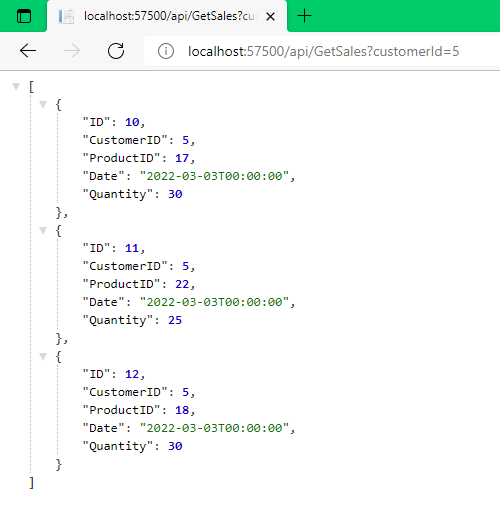 localhost:57500/api/GetSales?cu
localhost:57500/api/GetSales?customerId=5
[
{
"ID": 10,
"CustomerID": 5,
"ProductID": 17,
"Date": "2022-03-03T00:00:00",
"Quantity": 30
},
{
"ID": 11,
"CustomerID": 5,
"ProductID": 22,
"Date": "2022-03-03T00:00:00",
"Quantity": 25
},
{
"ID": 12,
"CustomerID": 5,
"ProductID": 18,
"Date": "2022-03-03T00:00:00",
"Quantity": 30
}
]